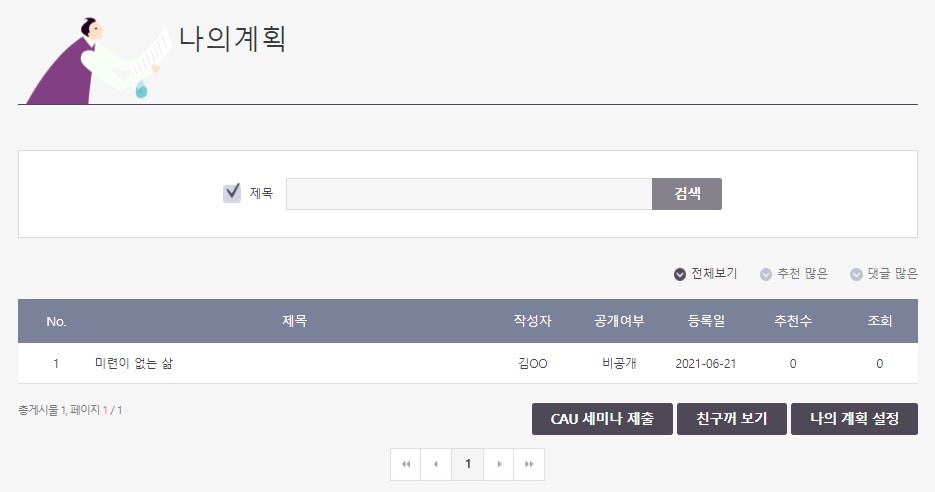 나의계획
제목 검색
전체보기 추천 많은 댓글 많은
No. 제목 작성자 공개여부 등록일 추천수 조회
1 미련이 없는 삶 김OO 비공개 2021-06-21 0 0
총게시물 1, 페이지 1 / 1
CAU 세미나 제출 친구꺼 보기 나의 계획 설정
1